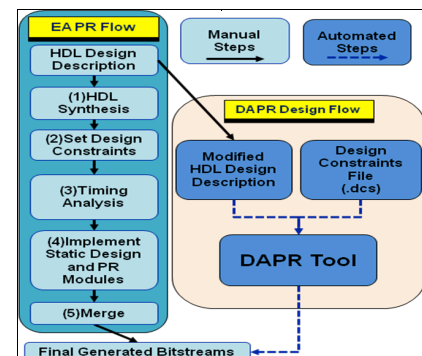 EAPR Flow
HDL Design
Description
(1)HDL
Synthesis
(2)Set Design
Constraints
(3)Timing
Analysis
(4)Implement
Static Design
and PR
Modules
(5)Merge
Manual
Steps
Automated
Steps
DAPR Design Flow
Modified
HDL Design
Description
Design
Constraints
File
(.dcs)
DAPR Tool
Final Generated Bitstreams